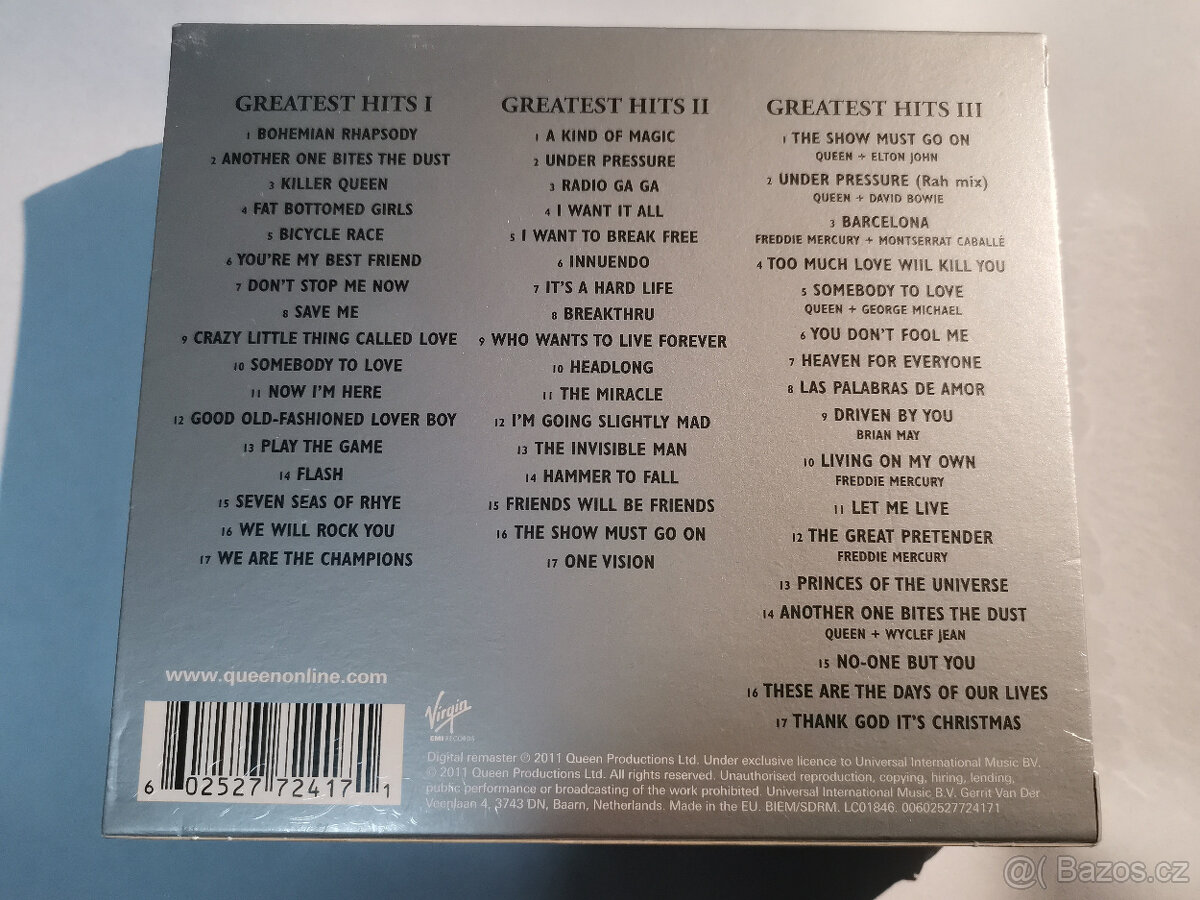 GREATEST HITS I
1 BOHEMIAN RHAPSODY
2 ANOTHER ONE BITES THE DUST
3 KILLER QUEEN
4 FAT BOTTOMED GIRLS
5 BICYCLE RACE
6 YOU'RE MY BEST FRIEND
7 DON'T STOP ME NOW
8 SAVE ME
9 CRAZY LITTLE THING CALLED LOVE
10 SOMEBODY TO LOVE
11 NOW I'M HERE
12 GOOD OLD-FASHIONED LOVER BOY
13 PLAY THE GAME
14 FLASH
15 SEVEN SEAS OF RHYE
16 WE WILL ROCK YOU
17 WE ARE THE CHAMPIONS
GREATEST HITS II
1 A KIND OF MAGIC
2 UNDER PRESSURE
3 RADIO GA GA
4 I WANT IT ALL
5 I WANT TO BREAK FREE
6 INNUENDO
7 IT'S A HARD LIFE
8 BREAKTHRU
9 WHO WANTS TO LIVE FOREVER
10 HEADLONG
11 THE MIRACLE
12 I'M GOING SLIGHTLY MAD
13 THE INVISIBLE MAN
14 HAMMER TO FALL
15 FRIENDS WILL BE FRIENDS
16 THE SHOW MUST GO ON
17 ONE VISION
GREATEST HITS III
1 THE SHOW MUST GO ON
QUEEN + ELTON JOHN
2 UNDER PRESSURE (Rah mix)
QUEEN + DAVID BOWIE
3 BARCELONA
FREDDIE MERCURY + MONTSERRAT CABALLÉ
4 TOO MUCH LOVE WIIL KILL YOU
5 SOMEBODY TO LOVE
QUEEN + GEORGE MICHAEL
6 YOU DON'T FOOL ME
7 HEAVEN FOR EVERYONE
8 LAS PALABRAS DE AMOR
9 DRIVEN BY YOU
BRIAN MAY
10 LIVING ON MY OWN
FREDDIE MERCURY
11 LET ME LIVE
12 THE GREAT PRETENDER
FREDDIE MERCURY
13 PRINCES OF THE UNIVERSE
14 ANOTHER ONE BITES THE DUST
QUEEN + WYCLEF JEAN
15 NO-ONE BUT YOU
16 THESE ARE THE DAYS OF OUR LIVES
17 THANK GOD IT'S CHRISTMAS
www.queenonline.com
6 02527 72417 1
Virgin
EMI RECORDS
Digital remaster ℗ 2011 Queen Productions Ltd. Under exclusive licence to Universal International Music BV.
© 2011 Queen Productions Ltd. All rights reserved. Unauthorised reproduction, copying, hiring, lending,
public performance or broadcasting of the work prohibited. Universal International Music B.V. Gerrit Van Der
Veenlaan 4, 3743 DN, Baarn, Netherlands. Made in the EU. BIEM/SDRM. LC01846. 00602527724171
@( Bazos.cz